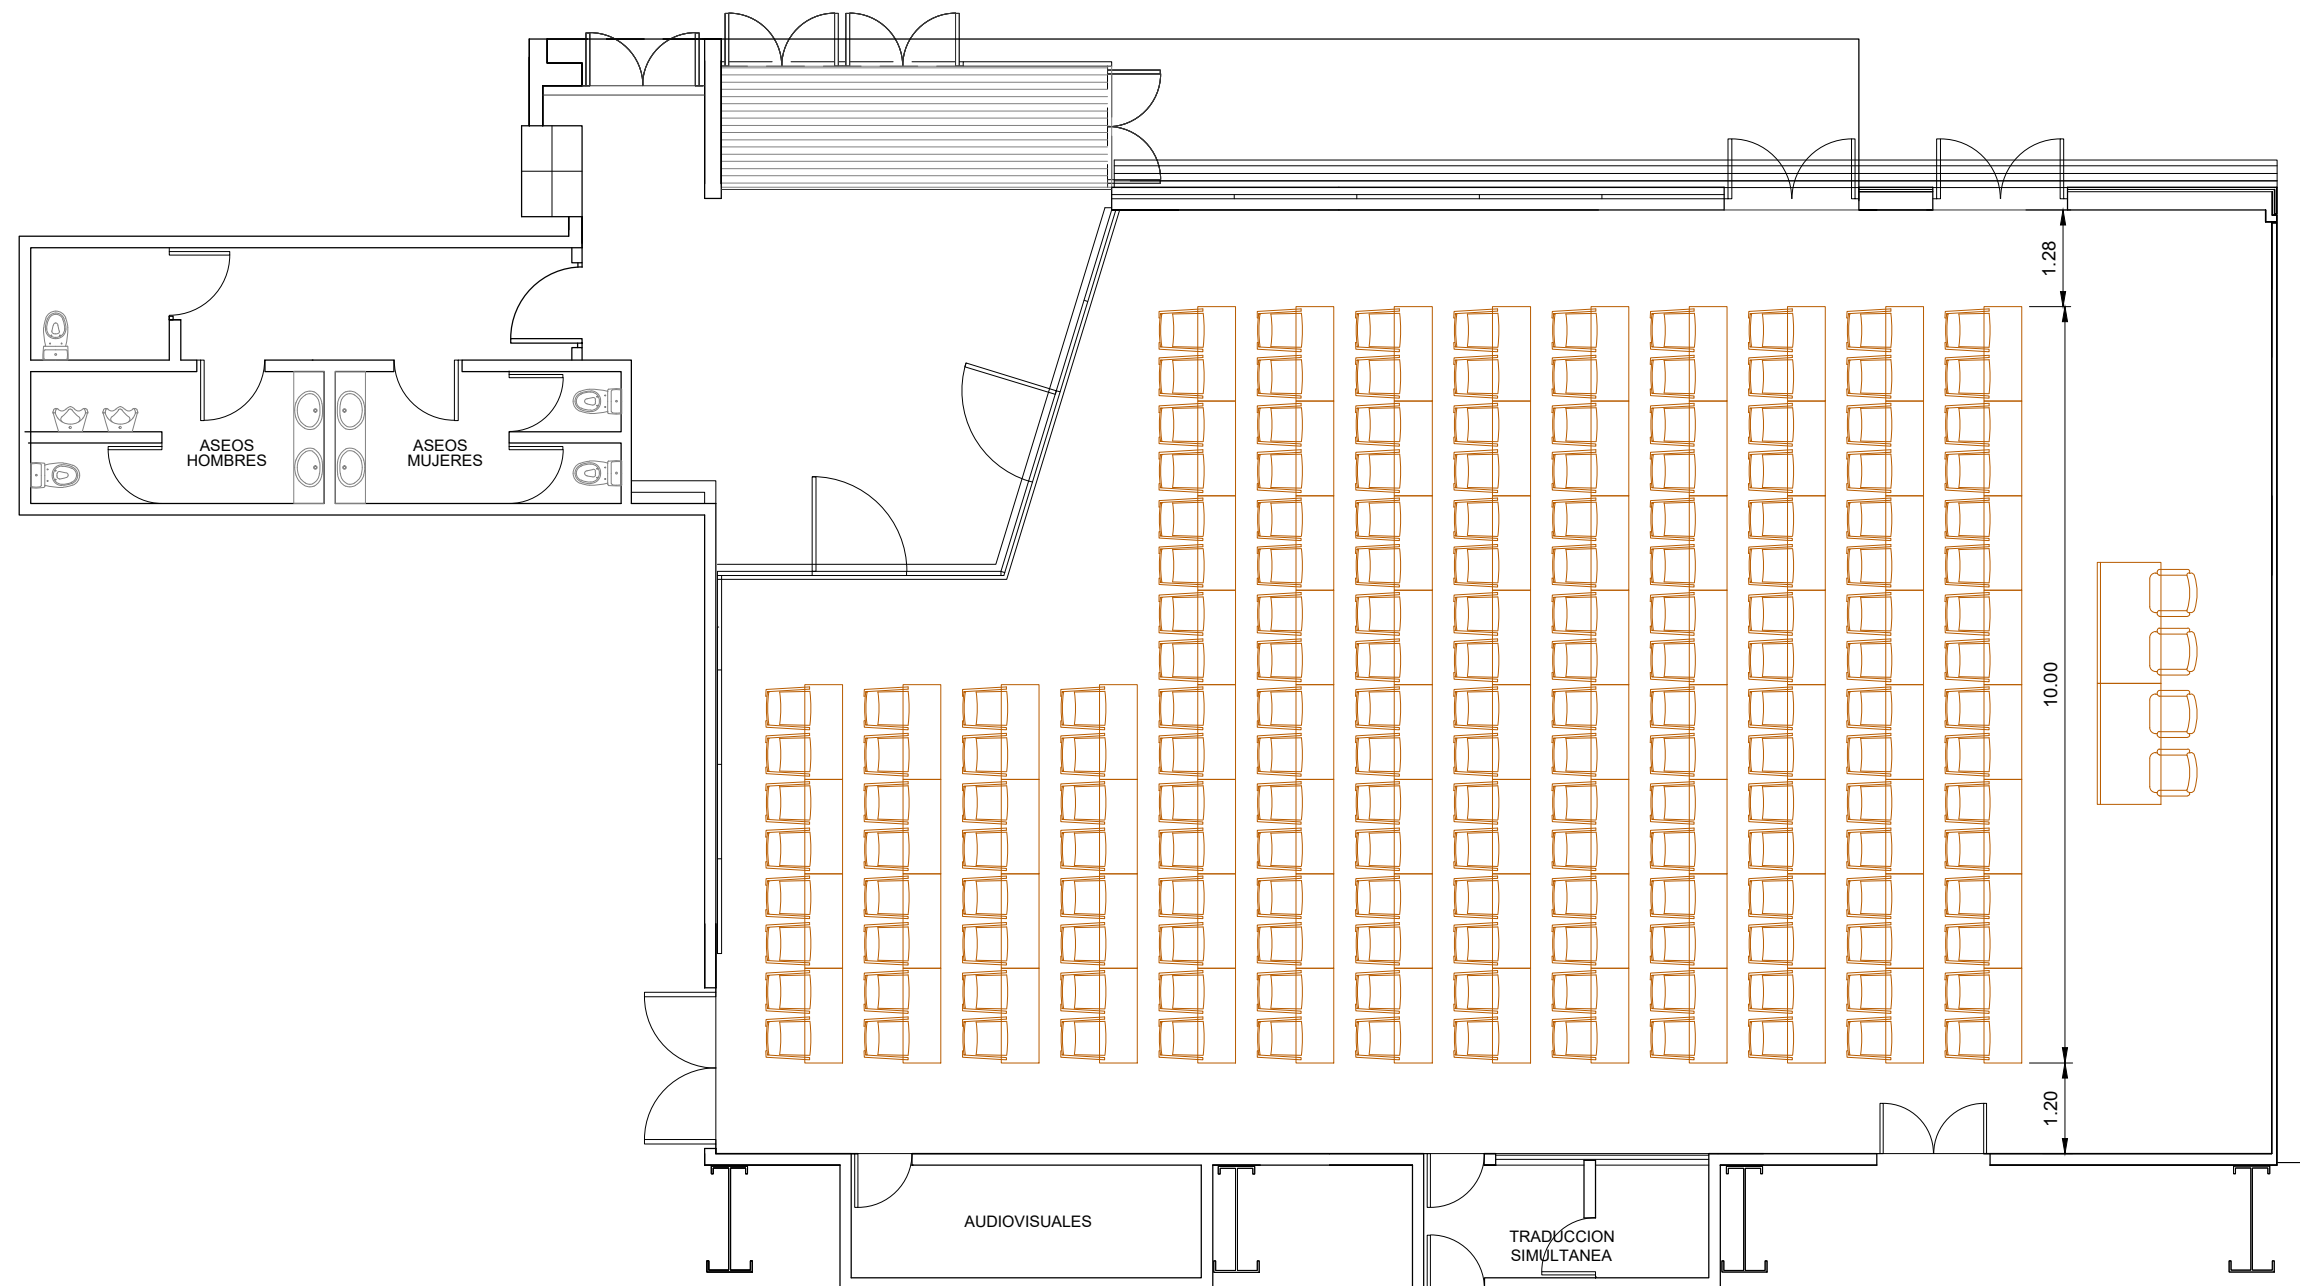 1.28
ASEOS
HOMBRES
ASEOS
MUJERES
10.00
1.20
AUDIOVISUALES
TRADUCCION
SIMULTANEA